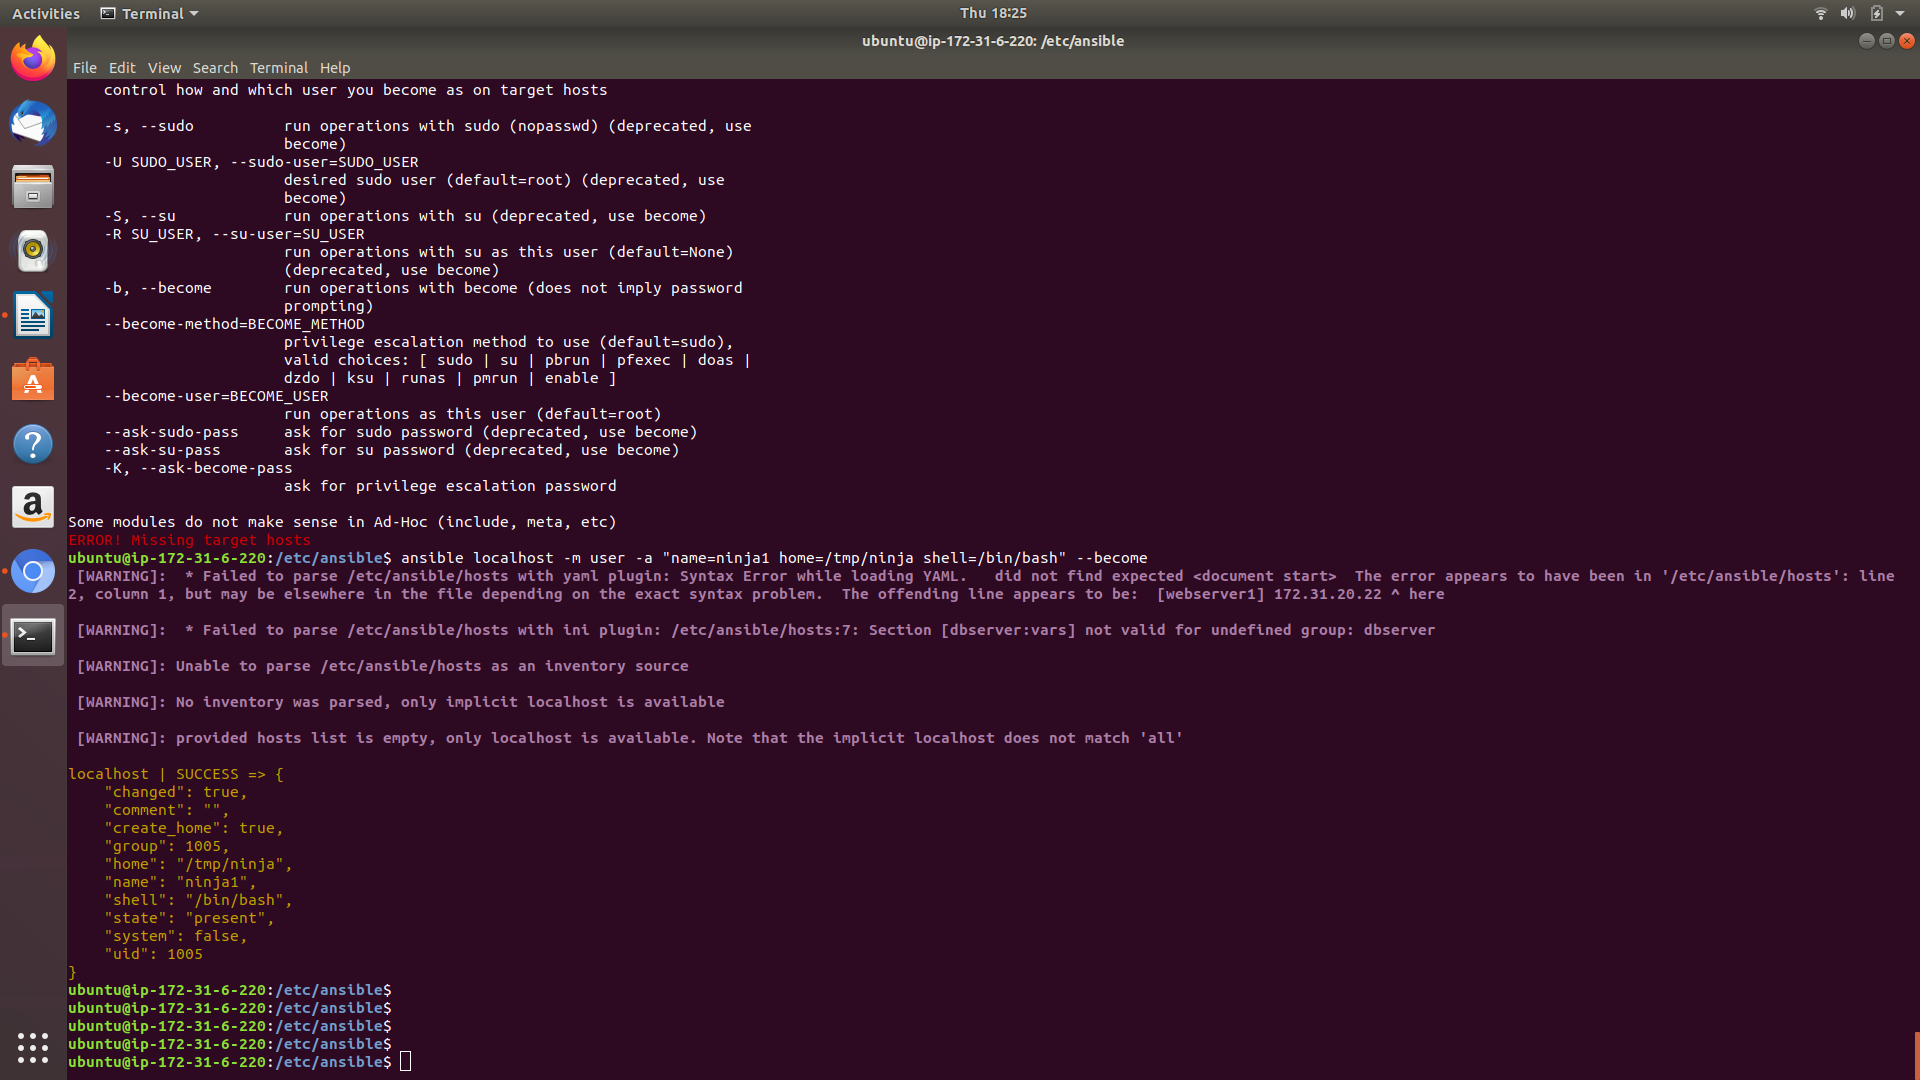 Activities Terminal Thu 18:25
ubuntu@ip-172-31-6-220: /etc/ansible
File Edit View Search Terminal Help
control how and which user you become as on target hosts
-s, --sudo run operations with sudo (nopasswd) (deprecated, use
become)
-U SUDO_USER, --sudo-user=SUDO_USER
desired sudo user (default=root) (deprecated, use
become)
-S, --su run operations with su (deprecated, use become)
-R SU_USER, --su-user=SU_USER
run operations with su as this user (default=None)
(deprecated, use become)
-b, --become run operations with become (does not imply password
prompting)
--become-method=BECOME_METHOD
privilege escalation method to use (default=sudo),
valid choices: [ sudo | su | pbrun | pfexec | doas |
dzdo | ksu | runas | pmrun | enable ]
--become-user=BECOME_USER
run operations as this user (default=root)
--ask-sudo-pass ask for sudo password (deprecated, use become)
--ask-su-pass ask for su password (deprecated, use become)
-K, --ask-become-pass
ask for privilege escalation password
Some modules do not make sense in Ad-Hoc (include, meta, etc)
ERROR! Missing target hosts
ubuntu@ip-172-31-6-220:/etc/ansible$ ansible localhost -m user -a "name=ninja1 home=/tmp/ninja shell=/bin/bash" --become
[WARNING]:  * Failed to parse /etc/ansible/hosts with yaml plugin: Syntax Error while loading YAML.   did not find expected <document start>  The error appears to have been in '/etc/ansible/hosts': line
2, column 1, but may be elsewhere in the file depending on the exact syntax problem.  The offending line appears to be:  [webserver1] 172.31.20.22 ^ here
[WARNING]:  * Failed to parse /etc/ansible/hosts with ini plugin: /etc/ansible/hosts:7: Section [dbserver:vars] not valid for undefined group: dbserver
[WARNING]: Unable to parse /etc/ansible/hosts as an inventory source
[WARNING]: No inventory was parsed, only implicit localhost is available
[WARNING]: provided hosts list is empty, only localhost is available. Note that the implicit localhost does not match 'all'
localhost | SUCCESS => {
"changed": true,
"comment": "",
"create_home": true,
"group": 1005,
"home": "/tmp/ninja",
"name": "ninja1",
"shell": "/bin/bash",
"state": "present",
"system": false,
"uid": 1005
}
ubuntu@ip-172-31-6-220:/etc/ansible$
ubuntu@ip-172-31-6-220:/etc/ansible$
ubuntu@ip-172-31-6-220:/etc/ansible$
ubuntu@ip-172-31-6-220:/etc/ansible$
ubuntu@ip-172-31-6-220:/etc/ansible$